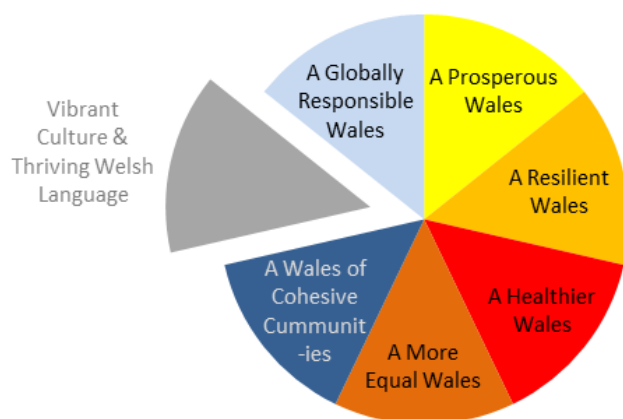 A Globally
Responsible
Wales
A Prosperous
Wales
Vibrant
Culture &
Thriving Welsh
Language
A Resilient
Wales
A Wales of
Cohesive
Cummunit
-ies
A Healthier
Wales
A More
Equal Wales